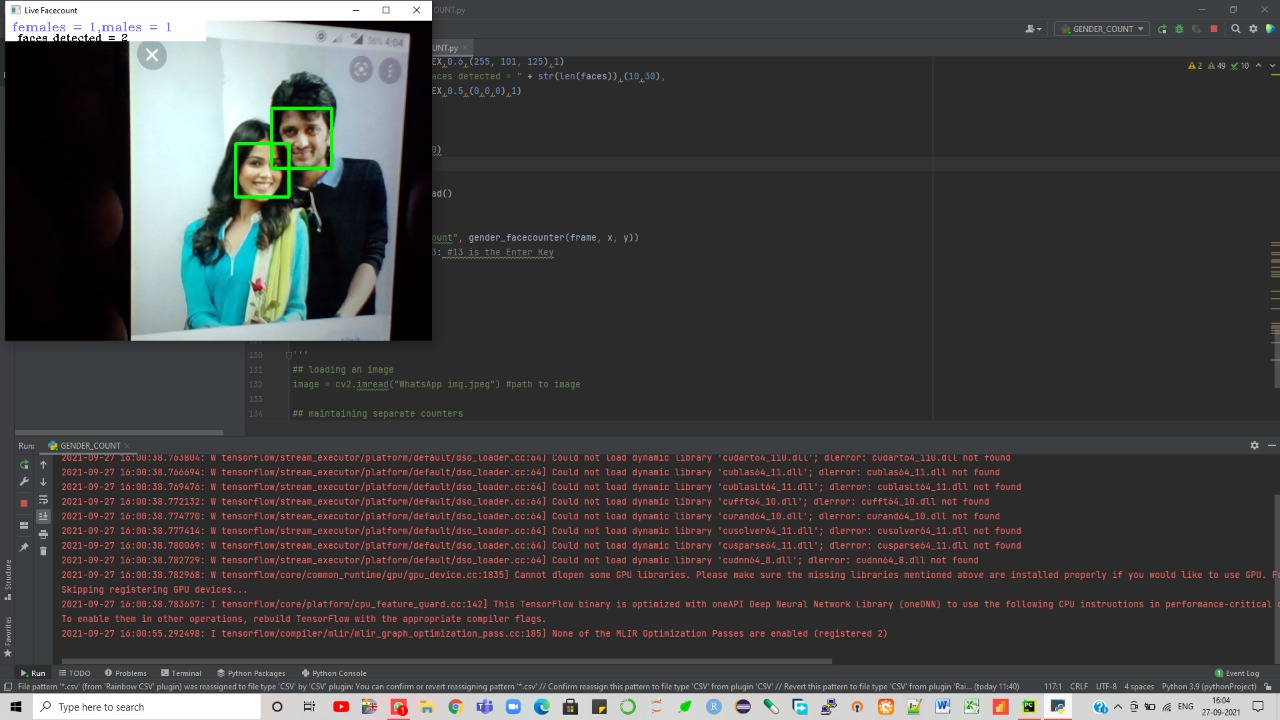 Live Facecount
females = 1,males = 1
faces detected = 2
96% 4:04
COUNT.py
GENDER_COUNT
UNT.py
EX,0.6,(255, 101, 125),1)
aces detected = " + str(len(faces)),(10,30),
EX,0.5,(0,0,0),1)
2 49 10
0)
ad()
ount", gender_facecounter(frame, x, y))
3: #13 is the Enter Key
130 '''
131 ## loading an image
132 image = cv2.imread("WhatsApp img.jpeg") #path to image
133
134 ## maintaining separate counters
Run: GENDER_COUNT
2021-09-27 16:00:38.763804: W tensorflow/stream_executor/platform/default/dso_loader.cc:64] Could not load dynamic library 'cudart64_110.dll'; dlerror: cudart64_110.dll not found
2021-09-27 16:00:38.766694: W tensorflow/stream_executor/platform/default/dso_loader.cc:64] Could not load dynamic library 'cublas64_11.dll'; dlerror: cublas64_11.dll not found
2021-09-27 16:00:38.769476: W tensorflow/stream_executor/platform/default/dso_loader.cc:64] Could not load dynamic library 'cublasLt64_11.dll'; dlerror: cublasLt64_11.dll not found
2021-09-27 16:00:38.772132: W tensorflow/stream_executor/platform/default/dso_loader.cc:64] Could not load dynamic library 'cufft64_10.dll'; dlerror: cufft64_10.dll not found
2021-09-27 16:00:38.774770: W tensorflow/stream_executor/platform/default/dso_loader.cc:64] Could not load dynamic library 'curand64_10.dll'; dlerror: curand64_10.dll not found
2021-09-27 16:00:38.777414: W tensorflow/stream_executor/platform/default/dso_loader.cc:64] Could not load dynamic library 'cusolver64_11.dll'; dlerror: cusolver64_11.dll not found
2021-09-27 16:00:38.780069: W tensorflow/stream_executor/platform/default/dso_loader.cc:64] Could not load dynamic library 'cusparse64_11.dll'; dlerror: cusparse64_11.dll not found
2021-09-27 16:00:38.782729: W tensorflow/stream_executor/platform/default/dso_loader.cc:64] Could not load dynamic library 'cudnn64_8.dll'; dlerror: cudnn64_8.dll not found
2021-09-27 16:00:38.782968: W tensorflow/core/common_runtime/gpu/gpu_device.cc:1835] Cannot dlopen some GPU libraries. Please make sure the missing libraries mentioned above are installed properly if you would like to use GPU. F
Skipping registering GPU devices...
2021-09-27 16:00:38.783657: I tensorflow/core/platform/cpu_feature_guard.cc:142] This TensorFlow binary is optimized with oneAPI Deep Neural Network Library (oneDNN) to use the following CPU instructions in performance-critical
To enable them in other operations, rebuild TensorFlow with the appropriate compiler flags.
2021-09-27 16:00:55.292498: I tensorflow/compiler/mlir/mlir_graph_optimization_pass.cc:185] None of the MLIR Optimization Passes are enabled (registered 2)
Structure
Favorites
Run TODO Problems Terminal Python Packages Python Console Event Log
File pattern '*.csv' (from 'Rainbow CSV' plugin) was reassigned to file type 'CSV' by 'CSV' plugin: You can confirm or revert reassigning pattern '*.csv' // Confirm reassign this pattern to file type 'CSV' from plugin 'CSV' // Revert this pattern to file type 'CSV' from plugin 'Rai... (today 11:40) 117:1 CRLF UTF-8 4 spaces Python 3.9 (pythonProject)
Type here to search
ENG 16:04
27-09-2021